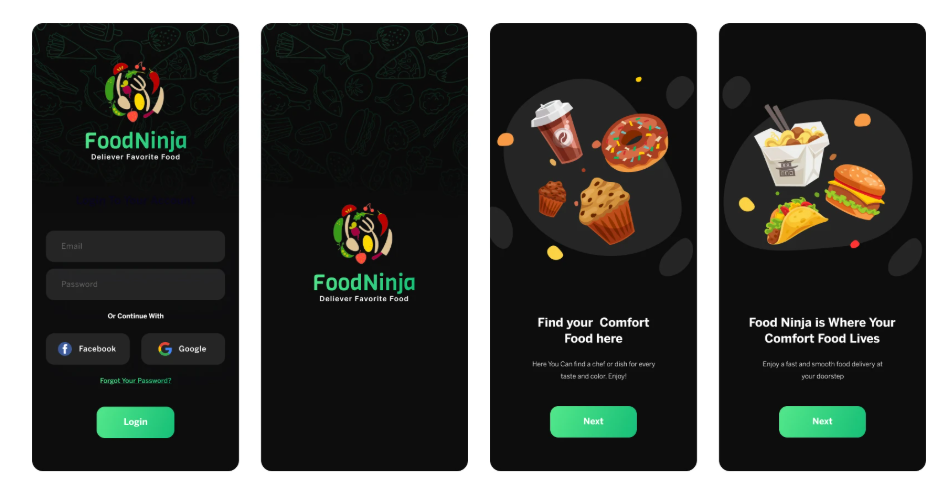 FoodNinja
Deliever Favorite Food
Email
Password
Or Continue With
Facebook
Google
Forgot Your Password?
Login
FoodNinja
Deliever Favorite Food
Find your Comfort
Food here
Here You Can find a chef or dish for every
taste and color. Enjoy!
Next
Food Ninja is Where Your
Comfort Food Lives
Enjoy a fast and smooth food delivery at
your doorstep
Next